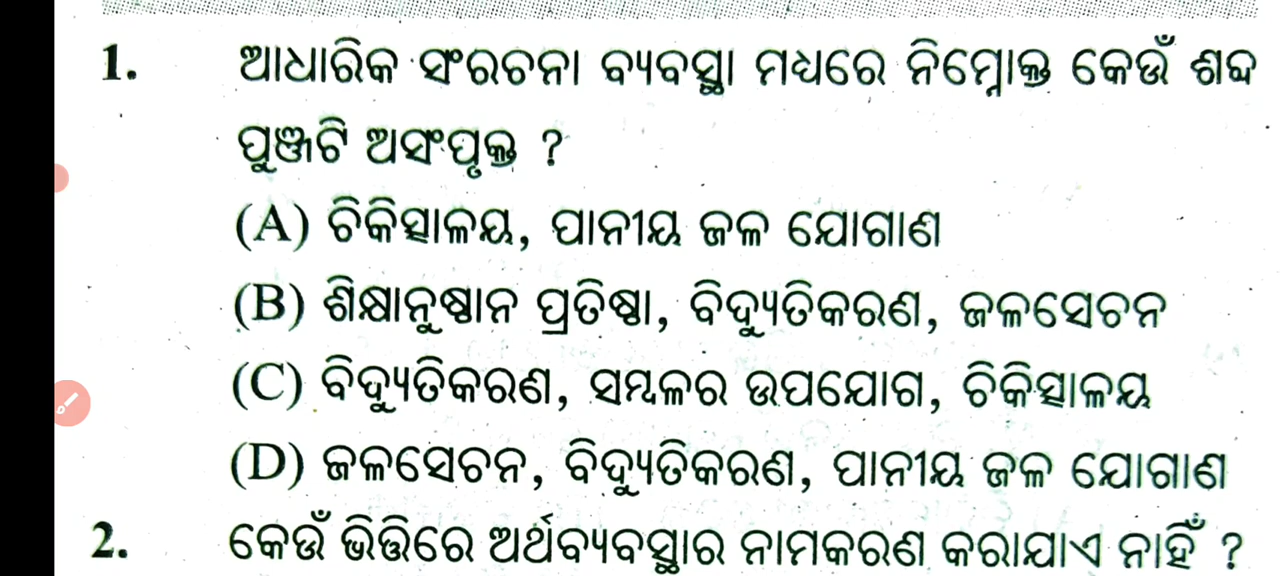 1. ଆଧାରିକ ସଂରଚନା ବ୍ୟବସ୍ଥା ମଧ୍ୟରେ ନିମ୍ନୋକ୍ତ କେଉଁ ଶବ୍ଦ
ପୁଞ୍ଜଟି ଅସଂପୃକ୍ତ ?
(A) ଚିକିତ୍ସାଳୟ, ପାନୀୟ ଜଳ ଯୋଗାଣ
(B) ଶିକ୍ଷାନୁଷ୍ଠାନ ପ୍ରତିଷ୍ଠା, ବିଦ୍ୟୁତିକରଣ, ଜଳସେଚନ
(C) ବିଦ୍ୟୁତିକରଣ, ସମ୍ବଳର ଉପଯୋଗ, ଚିକିତ୍ସାଳୟ
(D) ଜଳସେଚନ, ବିଦ୍ୟୁତିକରଣ, ପାନୀୟ ଜଳ ଯୋଗାଣ
2. କେଉଁ ଭିତ୍ତିରେ ଅର୍ଥବ୍ୟବସ୍ଥାର ନାମକରଣ କରାଯାଏ ନାହିଁ ?